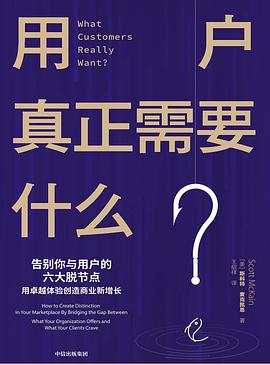 用户
What
Customers
Really
Want?
真正需要
什么
告别你与用户的
六大脱节点
用卓越体验创造商业新增长
How to Create Distinction
in Your Marketplace By Bridging the Gap Between
What Your Organization Offers and
What Your Clients Crave
Scott McKain
[美] 斯科特·麦克凯恩 著
王楫祥 译
中信出版集团